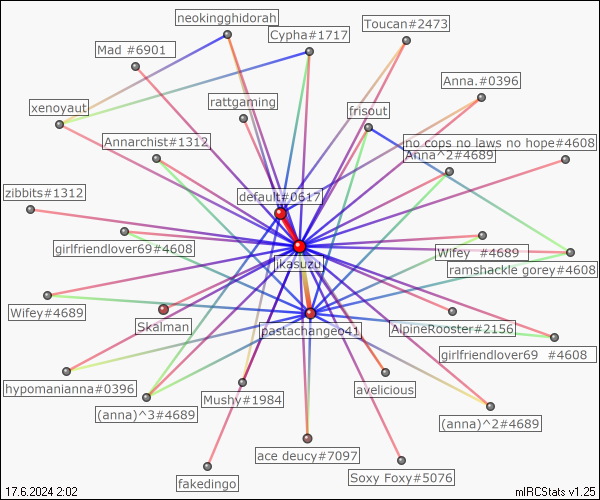 neokingghidorah
Toucan#2473
Cypha#1717
Mad #6901
Anna.#0396
rattgaming
xenoyaut
frisout
Annarchist#1312
no cops no laws no hope#4608
Anna^2#4689
zibbits#1312
default#0617
girlfriendlover69#4608
Wifey  #4689
jkasuzu
ramshackle gorey#4608
Wifey#4689
Skalman
pastachangeo41
AlpineRooster#2156
girlfriendlover69  #4608
hypomanianna#0396
avelicious
Mushy#1984
(anna)^3#4689
(anna)^2#4689
ace deucy#7097
Soxy Foxy#5076
fakedingo
17.6.2024 2:02
mIRCStats v1.25